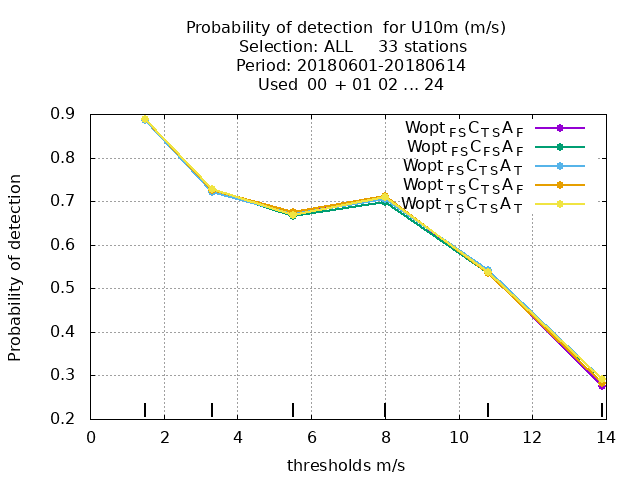 Probability of detection  for U10m (m/s)
Selection: ALL     33 stations
Period: 20180601-20180614
Used  00  + 01 02 ... 24
Probability of detection
0.9
0.8
0.7
0.6
0.5
0.4
0.3
0.2
Wopt FS C TS A F
Wopt FS C FS A F
Wopt FS C TS A T
Wopt TS C TS A F
Wopt TS C TS A T
0 2 4 6 8 10 12 14
thresholds m/s